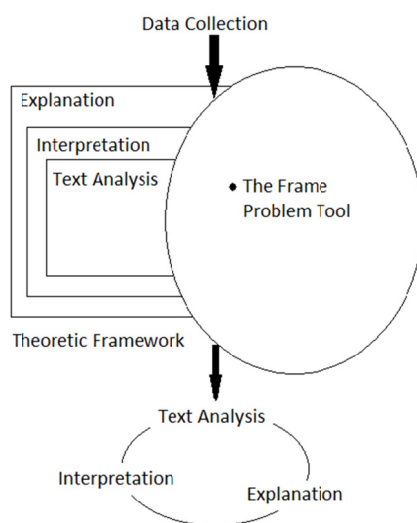 Data Collection
Explanation
Interpretation
Text Analysis
• The Frame
Problem Tool
Theoretic Framework
Text Analysis
Interpretation
Explanation